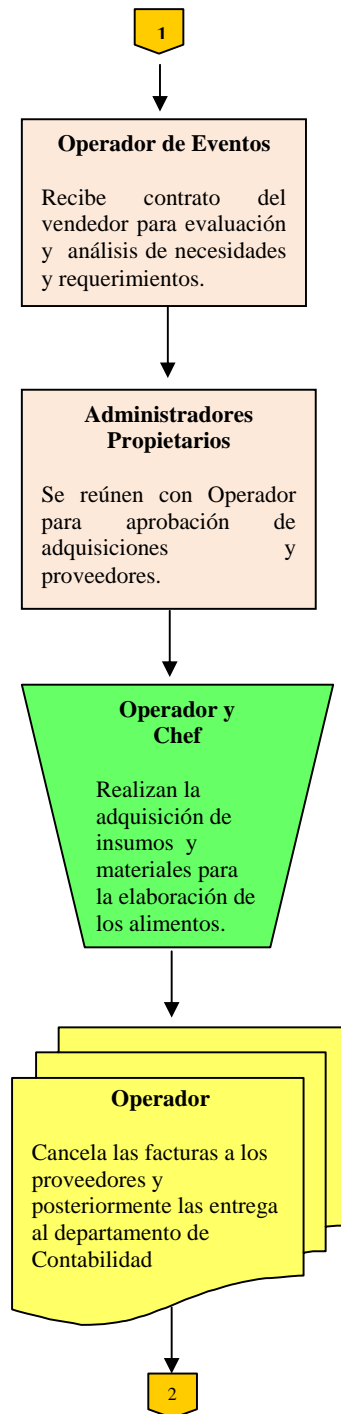 1
Operador de Eventos
Recibe contrato del
vendedor para evaluación
y análisis de necesidades
y requerimientos.
Administradores
Propietarios
Se reúnen con Operador
para aprobación de
adquisiciones y
proveedores.
Operador y
Chef
Realizan la
adquisición de
insumos y
materiales para
la elaboración de
los alimentos.
Operador
Cancela las facturas a los
proveedores y
posteriormente las entrega
al departamento de
Contabilidad
2